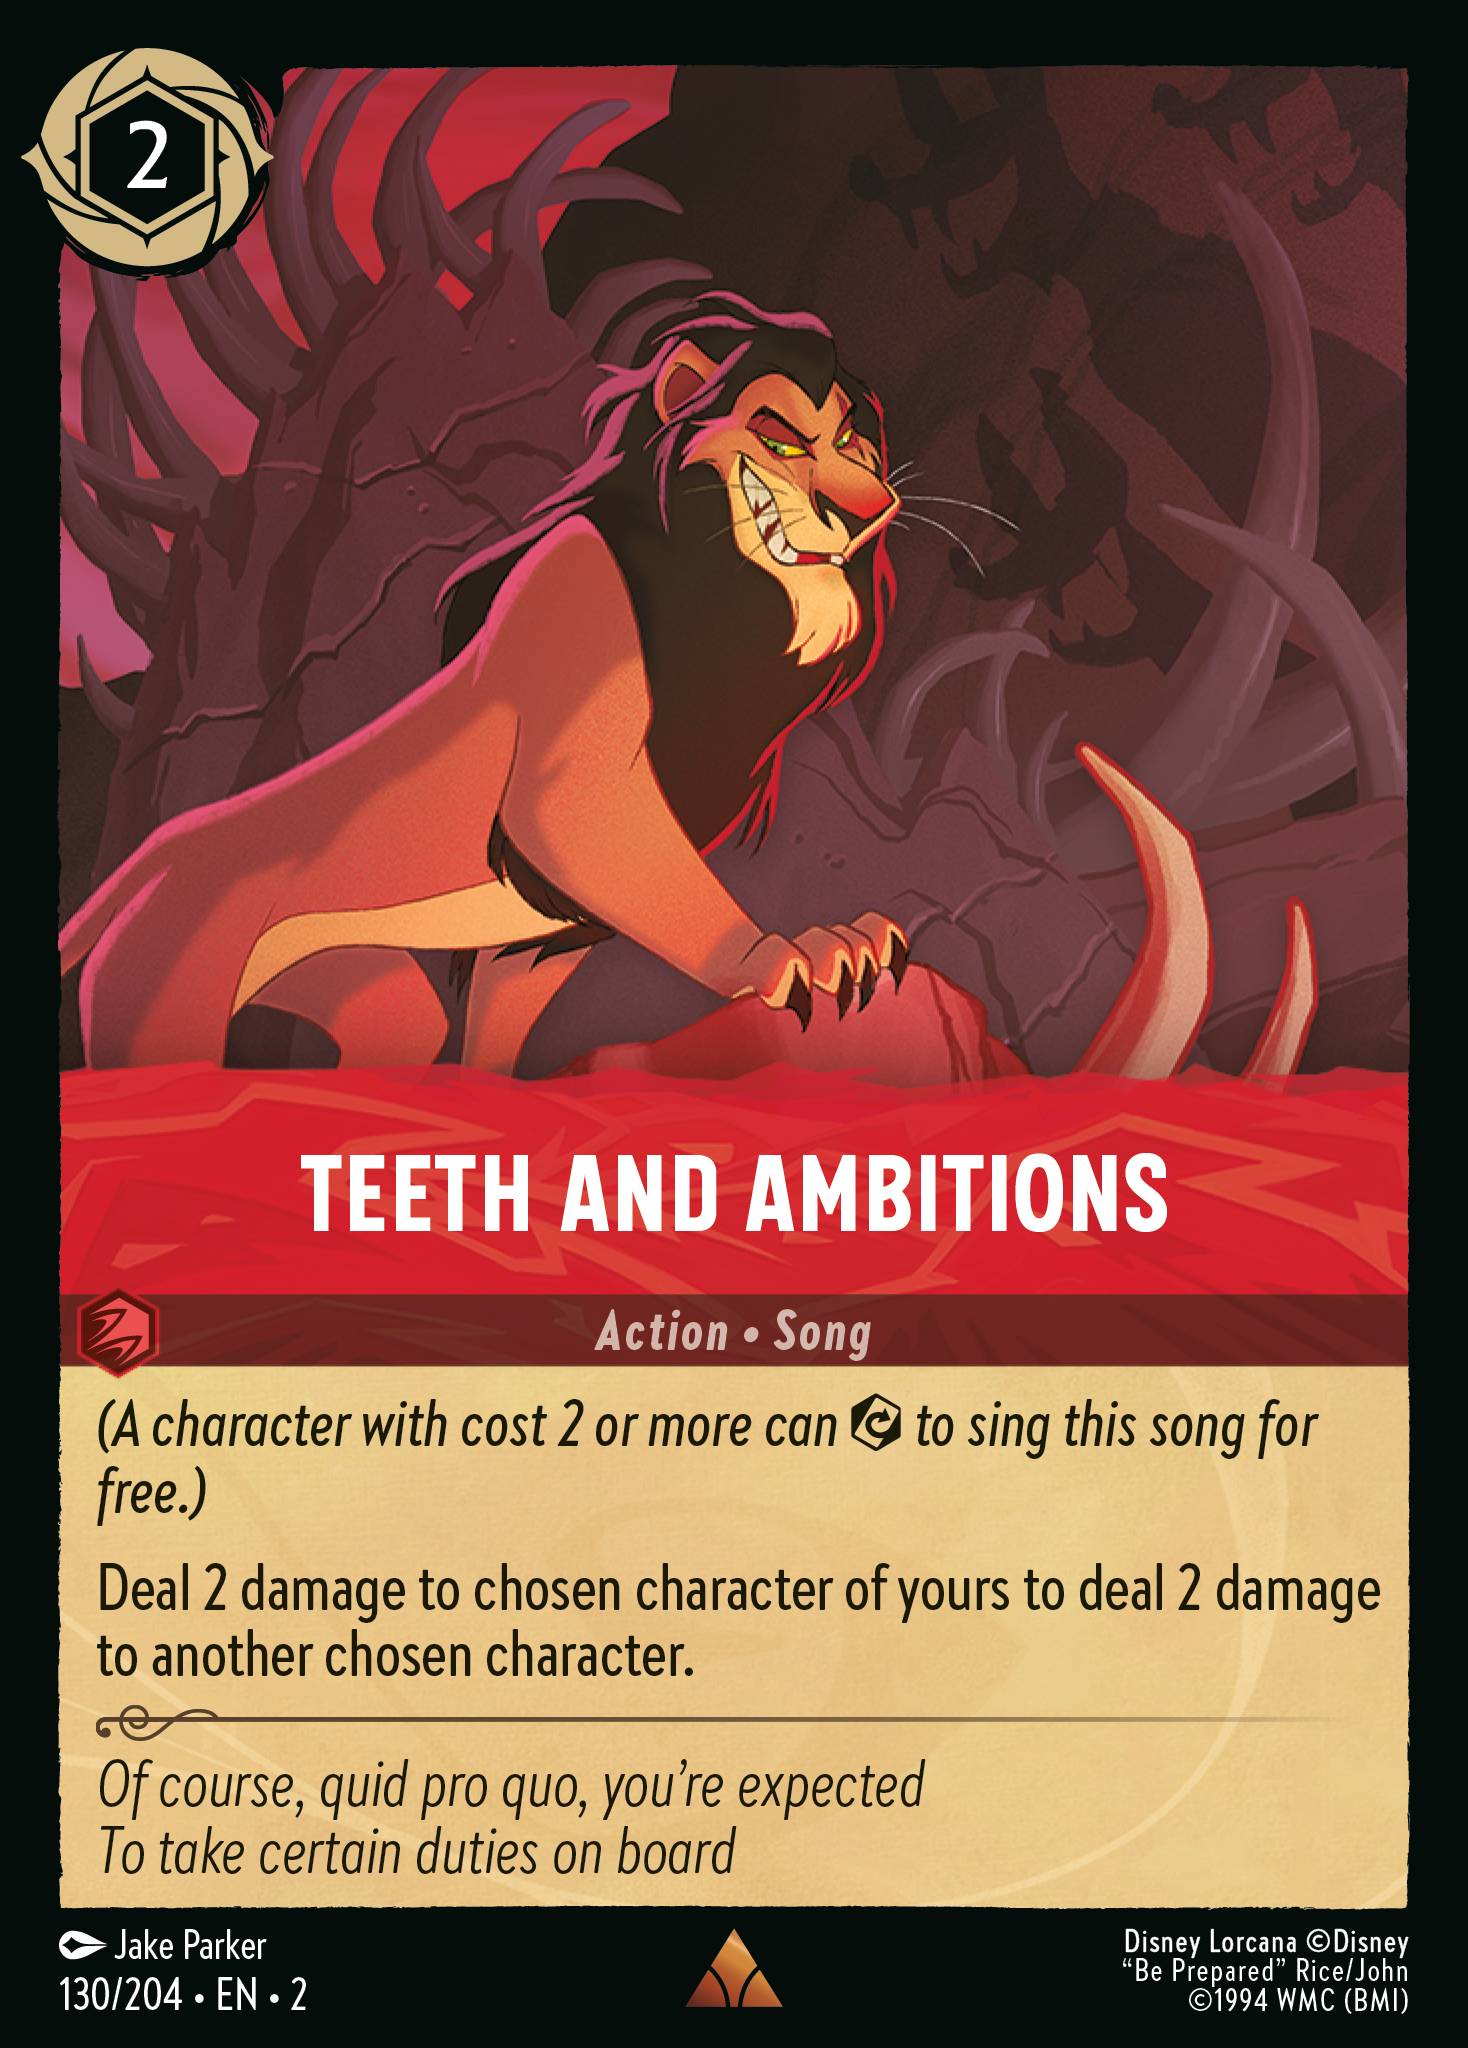 2
TEETH AND AMBITIONS
Action • Song
(A character with cost 2 or more can to sing this song for
free.)
Deal 2 damage to chosen character of yours to deal 2 damage
to another chosen character.
Of course, quid pro quo, you're expected
To take certain duties on board
Jake Parker
130/204 • EN • 2
Disney Lorcana ©Disney
“Be Prepared” Rice/John
©1994 WMC (BMI)